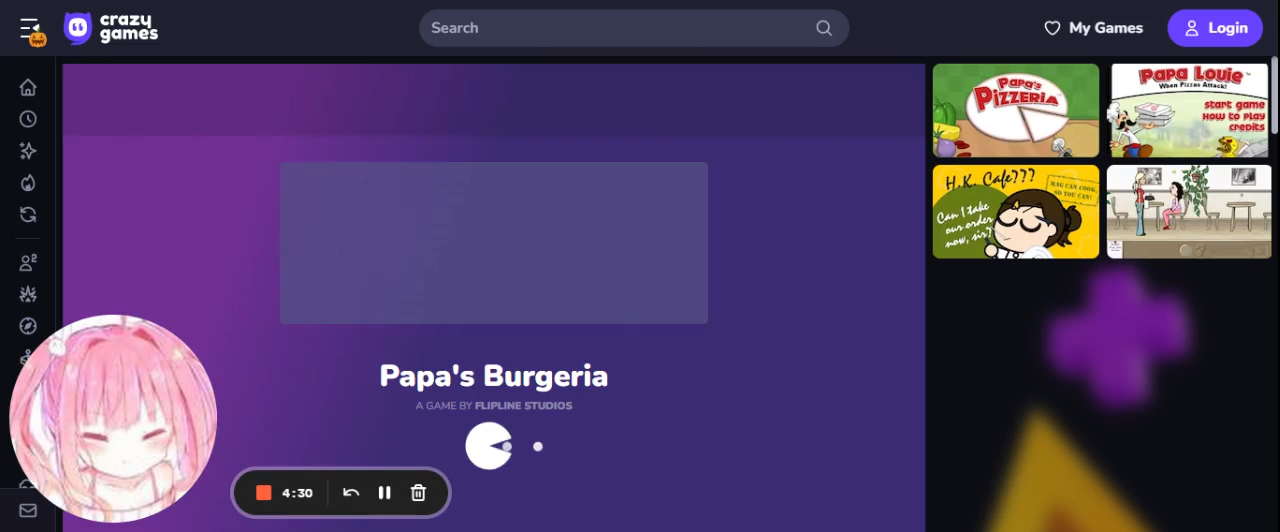 crazy
games
Search
My Games
Login
Papa's
PIZZERIA
Papa Louie
When Pizzas Attack!
start game
How to play
credits
H.K. Cafe???
MAG CAN COOK,
SO YOU CAN!
Can I take
our order
now, sir?
Papa's Burgeria
A GAME BY FLIPLINE STUDIOS
4:30